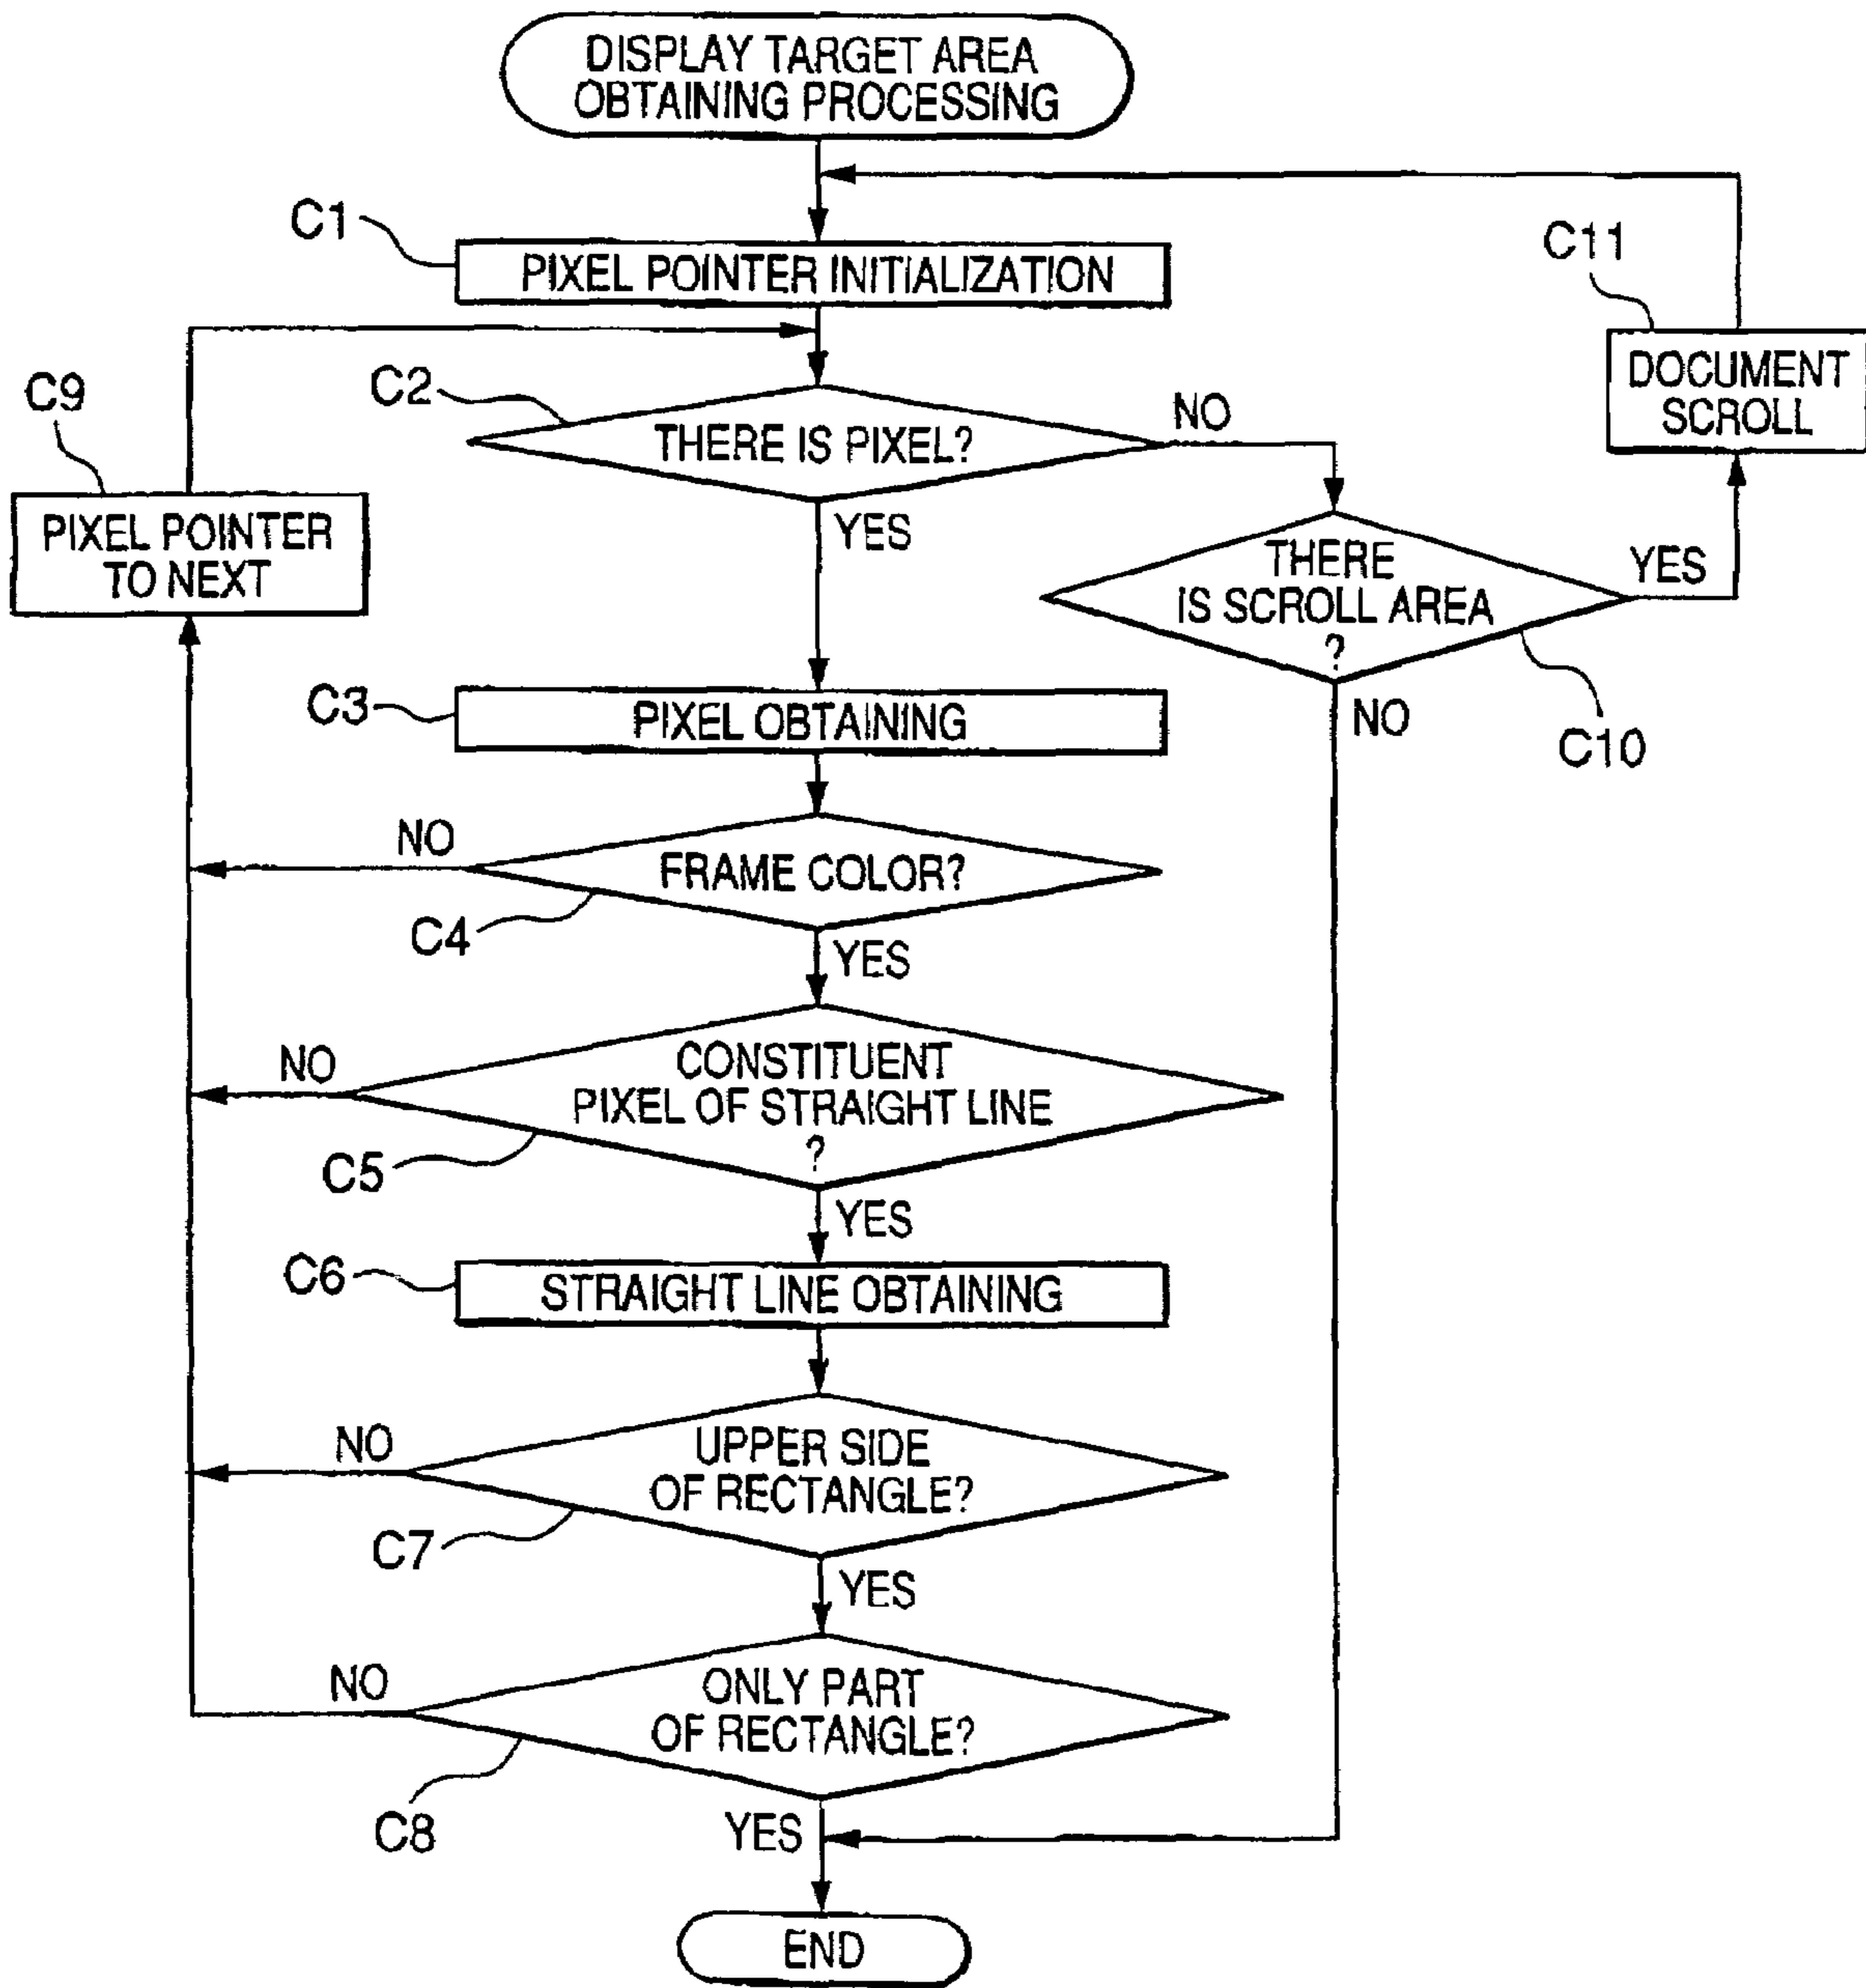 DISPLAY TARGET AREA
OBTAINING PROCESSING
C1
PIXEL POINTER INITIALIZATION
C11
DOCUMENT
SCROLL
C9
PIXEL POINTER
TO NEXT
C2
THERE IS PIXEL?
NO
YES
THERE
IS SCROLL AREA
?
YES
NO
C10
C3
PIXEL OBTAINING
NO
FRAME COLOR?
C4
YES
NO
CONSTITUENT
PIXEL OF STRAIGHT LINE
?
C5
YES
C6
STRAIGHT LINE OBTAINING
NO
UPPER SIDE
OF RECTANGLE?
C7
YES
NO
ONLY PART
OF RECTANGLE?
C8
YES
END